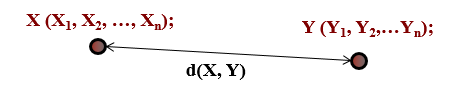 X (X₁, X₂, …, Xₙ);
Y (Y₁, Y₂,…Yₙ);
d(X, Y)